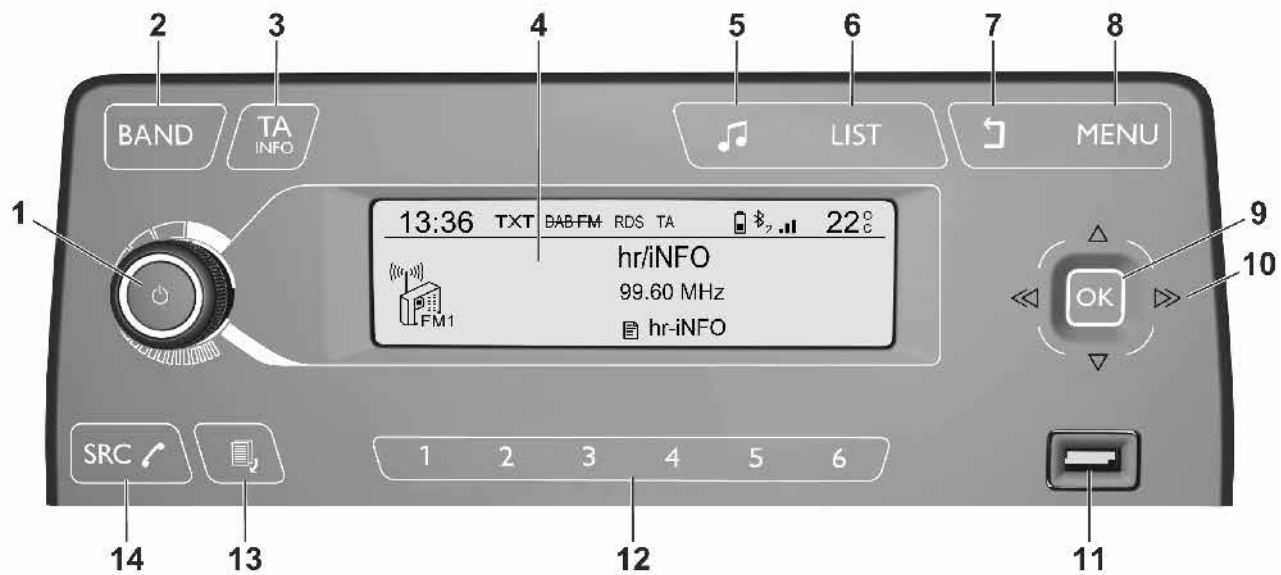 2 3 4 5 6 7 8
BAND TA INFO LIST MENU
1 13:36 TXT DAB FM RDS TA 2 22°C 9
hr/iNFO
99.60 MHz OK 10
FM1 hr-iNFO
SRC 1 2 3 4 5 6
14 13 12 11